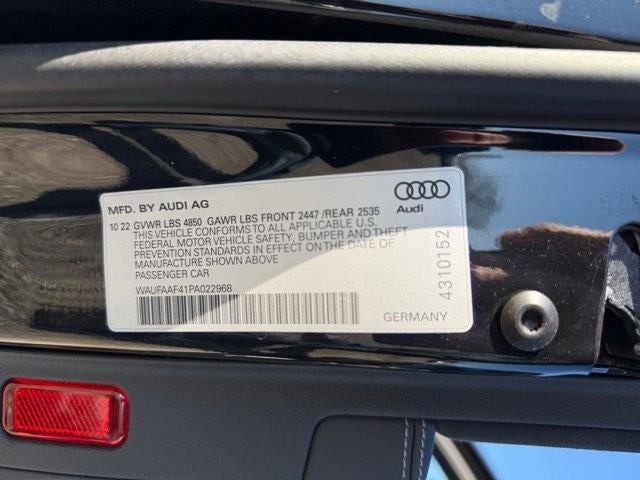 MFD. BY AUDI AG
10 22 GVWR LBS 4850 GAWR LBS FRONT 2447 /REAR 2535
THIS VEHICLE CONFORMS TO ALL APPLICABLE U.S.
FEDERAL MOTOR VEHICLE SAFETY, BUMPER AND THEFT
PREVENTION STANDARDS IN EFFECT ON THE DATE OF
MANUFACTURE SHOWN ABOVE
PASSENGER CAR
WAUFAAF41PA022968
Audi
4310152
GERMANY